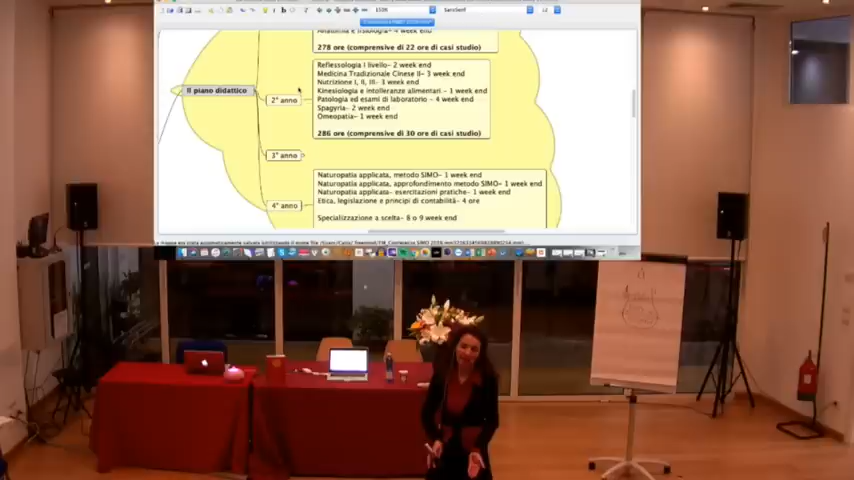 Anatomia e fisiologia- 4 week end
278 ore (comprensive di 22 ore di casi studio)
Il piano didattico
2° anno
Reflessologia I livello- 2 week end
Medicina Tradizionale Cinese II- 3 week end
Nutrizione I, II, III- 3 week end
Kinesiologia e intolleranze alimentari - 1 week end
Patologia ed esami di laboratorio - 4 week end
Spagyria- 2 week end
Omeopatia- 1 week end
286 ore (comprensive di 30 ore di casi studio)
3° anno
4° anno
Naturopatia applicata, metodo SIMO- 1 week end
Naturopatia applicata, approfondimento metodo SIMO- 1 week end
Naturopatia applicata- esercitazioni pratiche- 1 week end
Etica, legislazione e principi di contabilità- 4 ore
Specializzazione a scelta- 8 o 9 week end